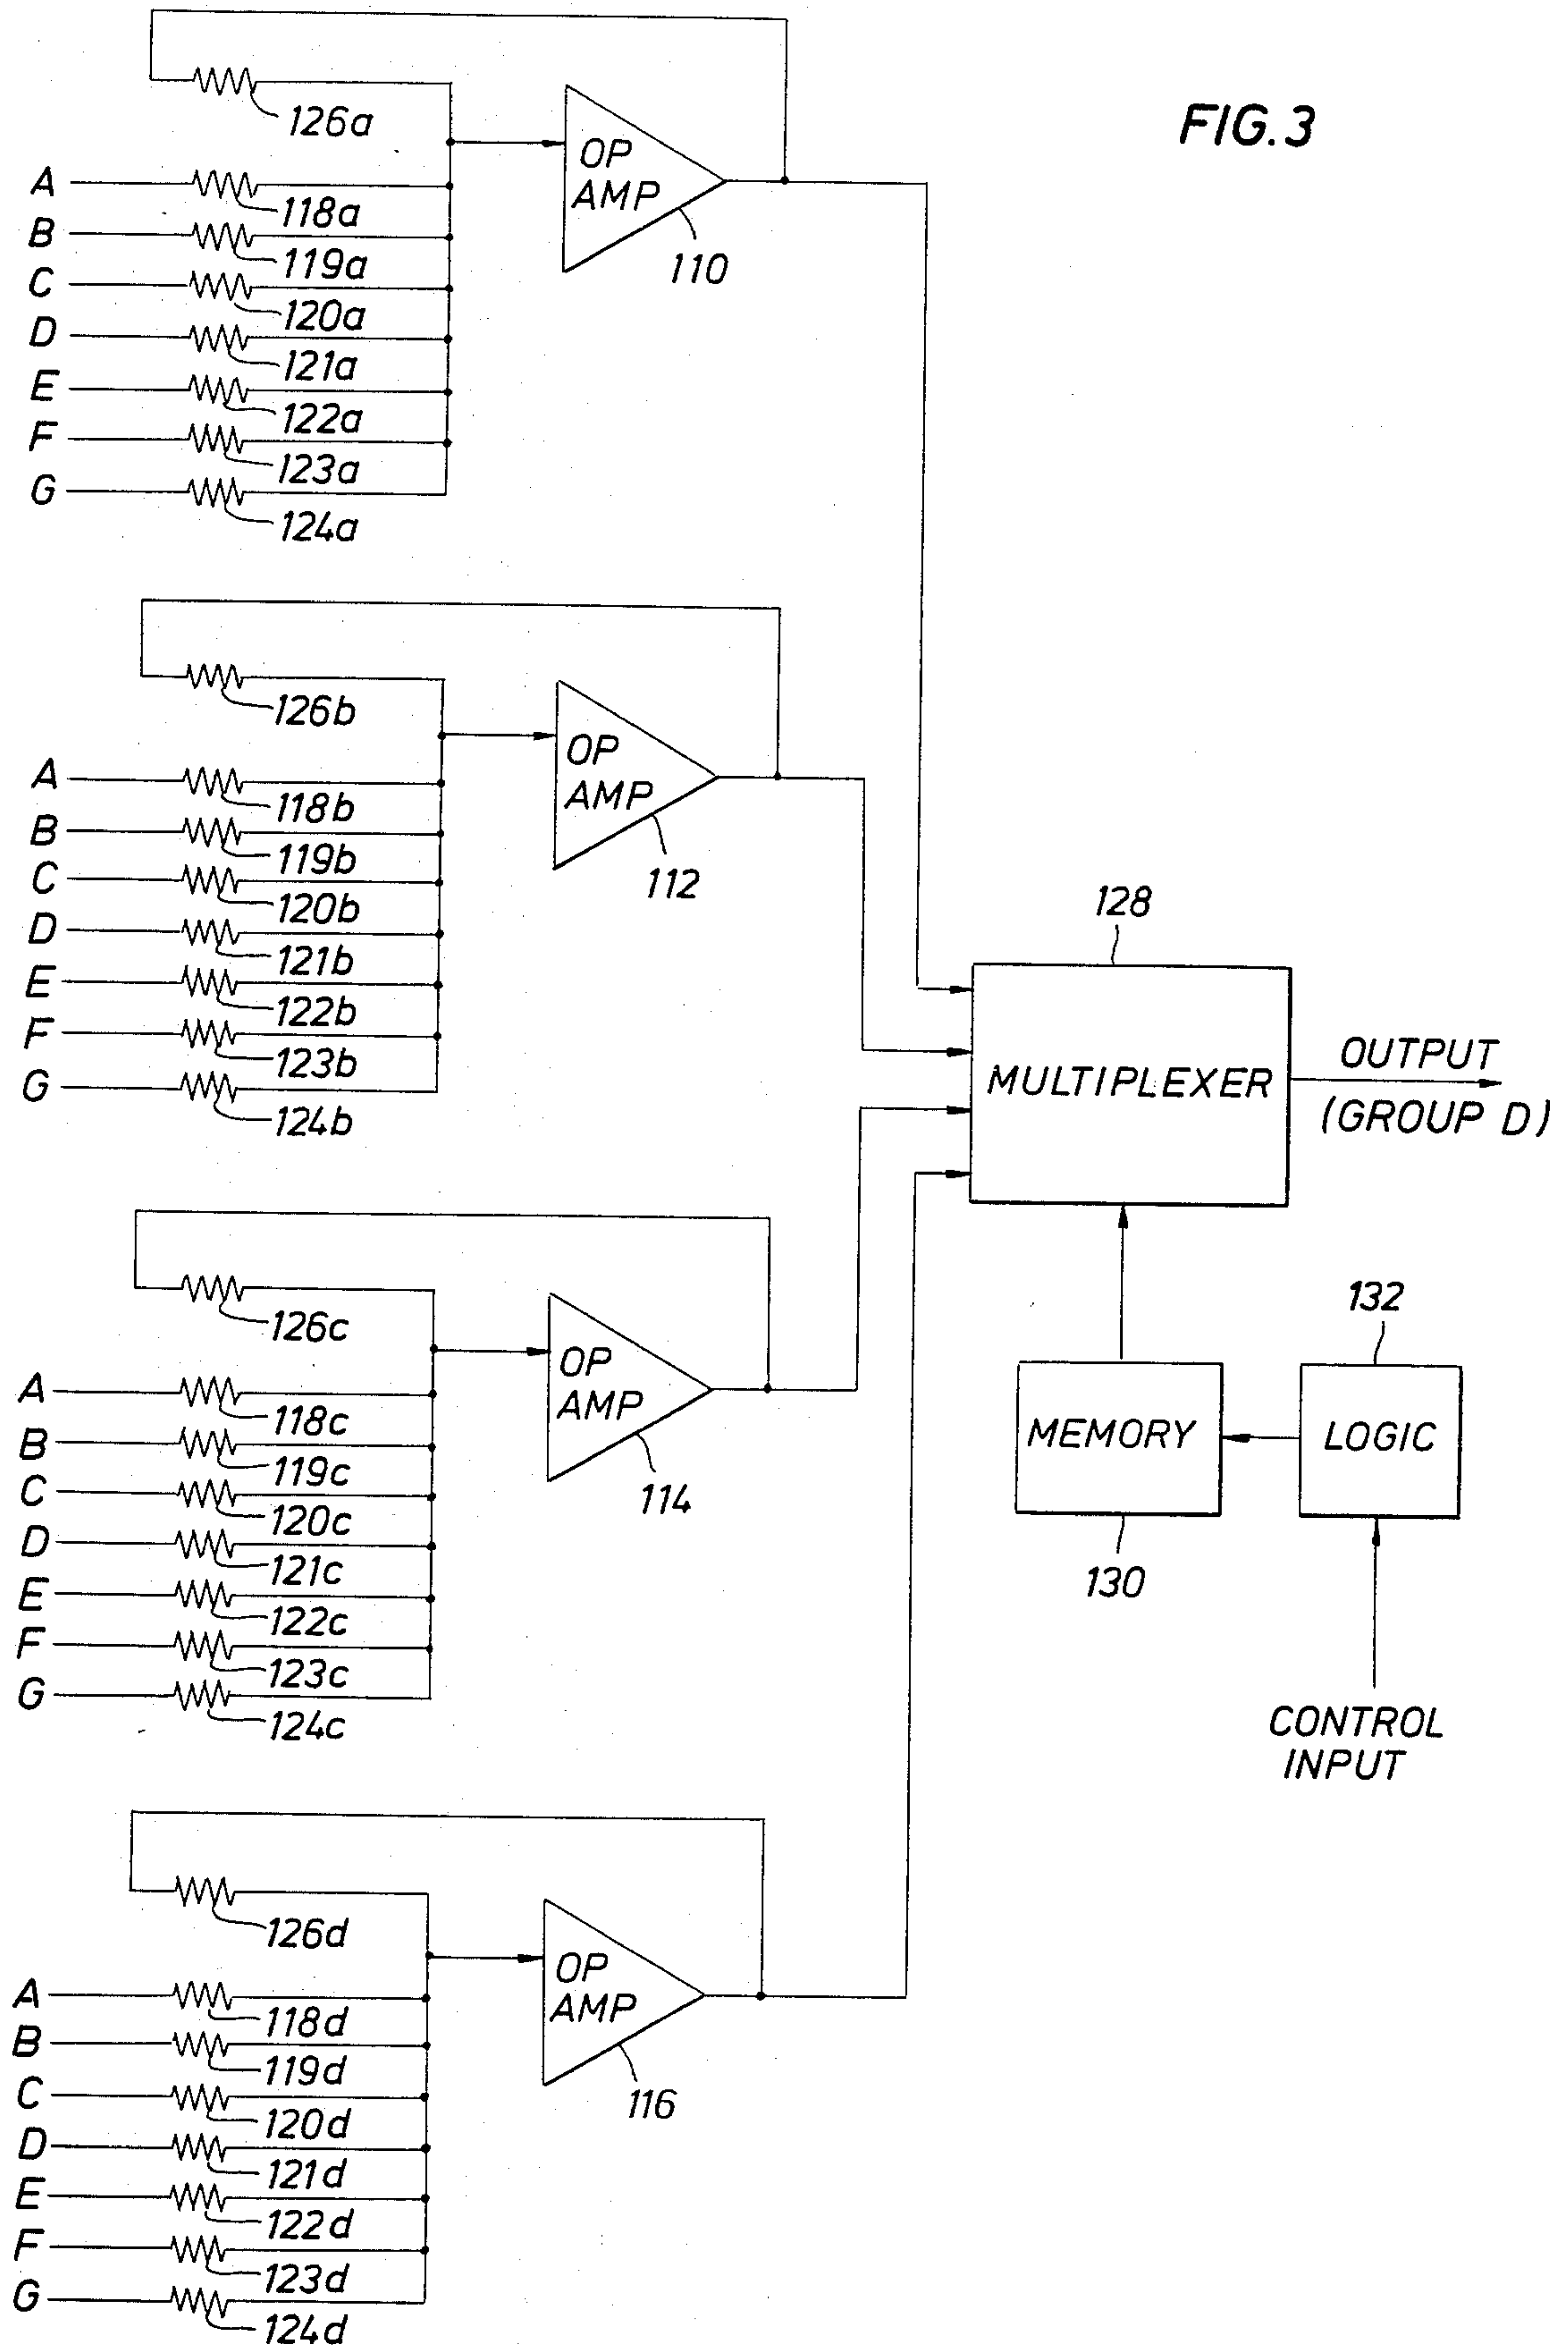 FIG.3
126a
A
118a
B
119a
C
120a
D
121a
E
122a
F
123a
G
124a
OP
AMP
110
126b
A
118b
B
119b
C
120b
D
121b
E
122b
F
123b
G
124b
OP
AMP
112
128
MULTIPLEXER
OUTPUT
(GROUP D)
126c
A
118c
B
119c
C
120c
D
121c
E
122c
F
123c
G
124c
OP
AMP
114
132
MEMORY
LOGIC
130
CONTROL
INPUT
126d
A
118d
B
119d
C
120d
D
121d
E
122d
F
123d
G
124d
OP
AMP
116